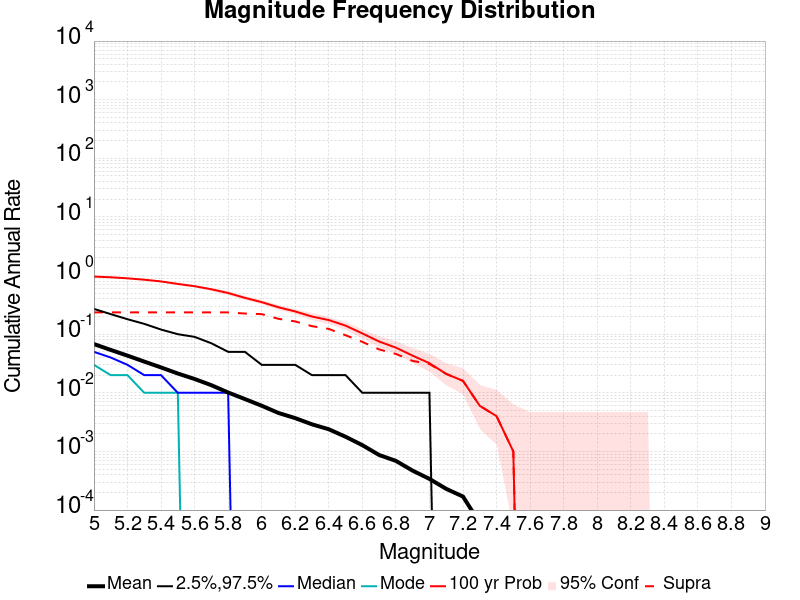 Magnitude Frequency Distribution
10 4
10 3
10 2
10 1
10 0
10 -1
10 -2
10 -3
10 -4
Cumulative Annual Rate
5 5.2 5.4 5.6 5.8 6 6.2 6.4 6.6 6.8 7 7.2 7.4 7.6 7.8 8 8.2 8.4 8.6 8.8 9
Magnitude
Mean 2.5%,97.5% Median Mode 100 yr Prob 95% Conf Supra